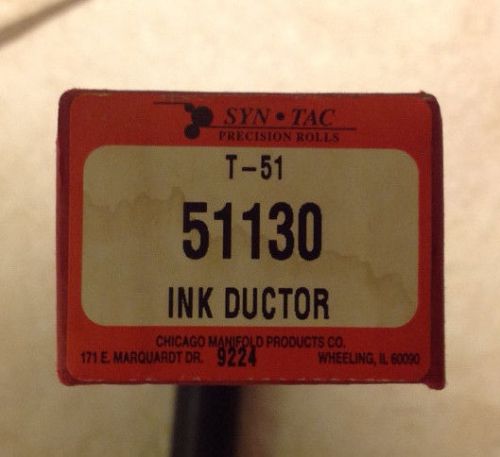 SYN • TAC
PRECISION ROLLS
T-51
51130
INK DUCTOR
CHICAGO MANIFOLD PRODUCTS CO.
171 E. MARQUARDT DR. 9224 WHEELING, IL 60090